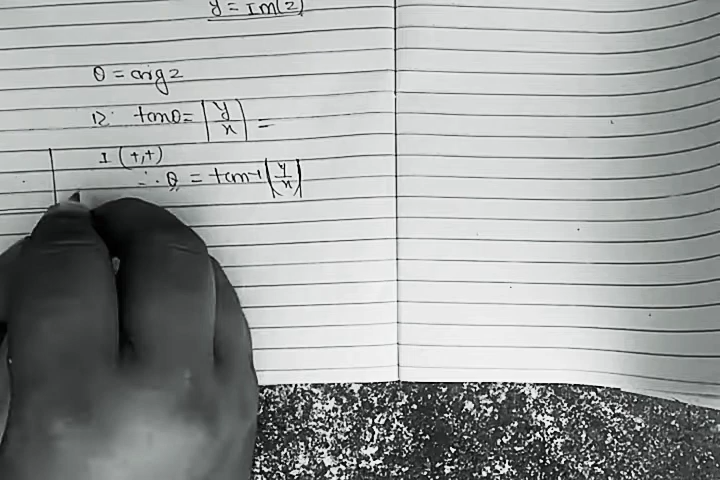 y = Im(z)
θ = arg z
tanθ = |y/x| =
I (+,+)
∴ θ = tan-1 |y/x|